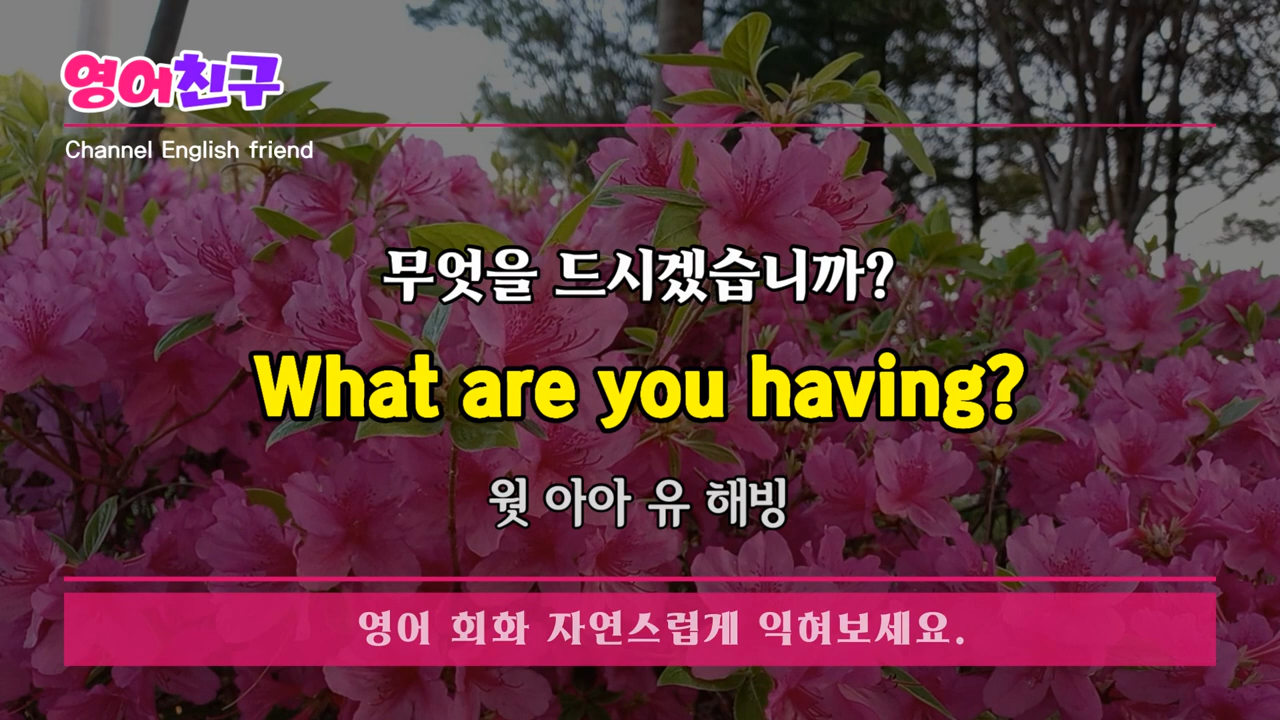 영어친구
Channel English friend
무엇을 드시겠습니까?
What are you having?
웟 아아 유 해빙
영어 회화 자연스럽게 익혀보세요.